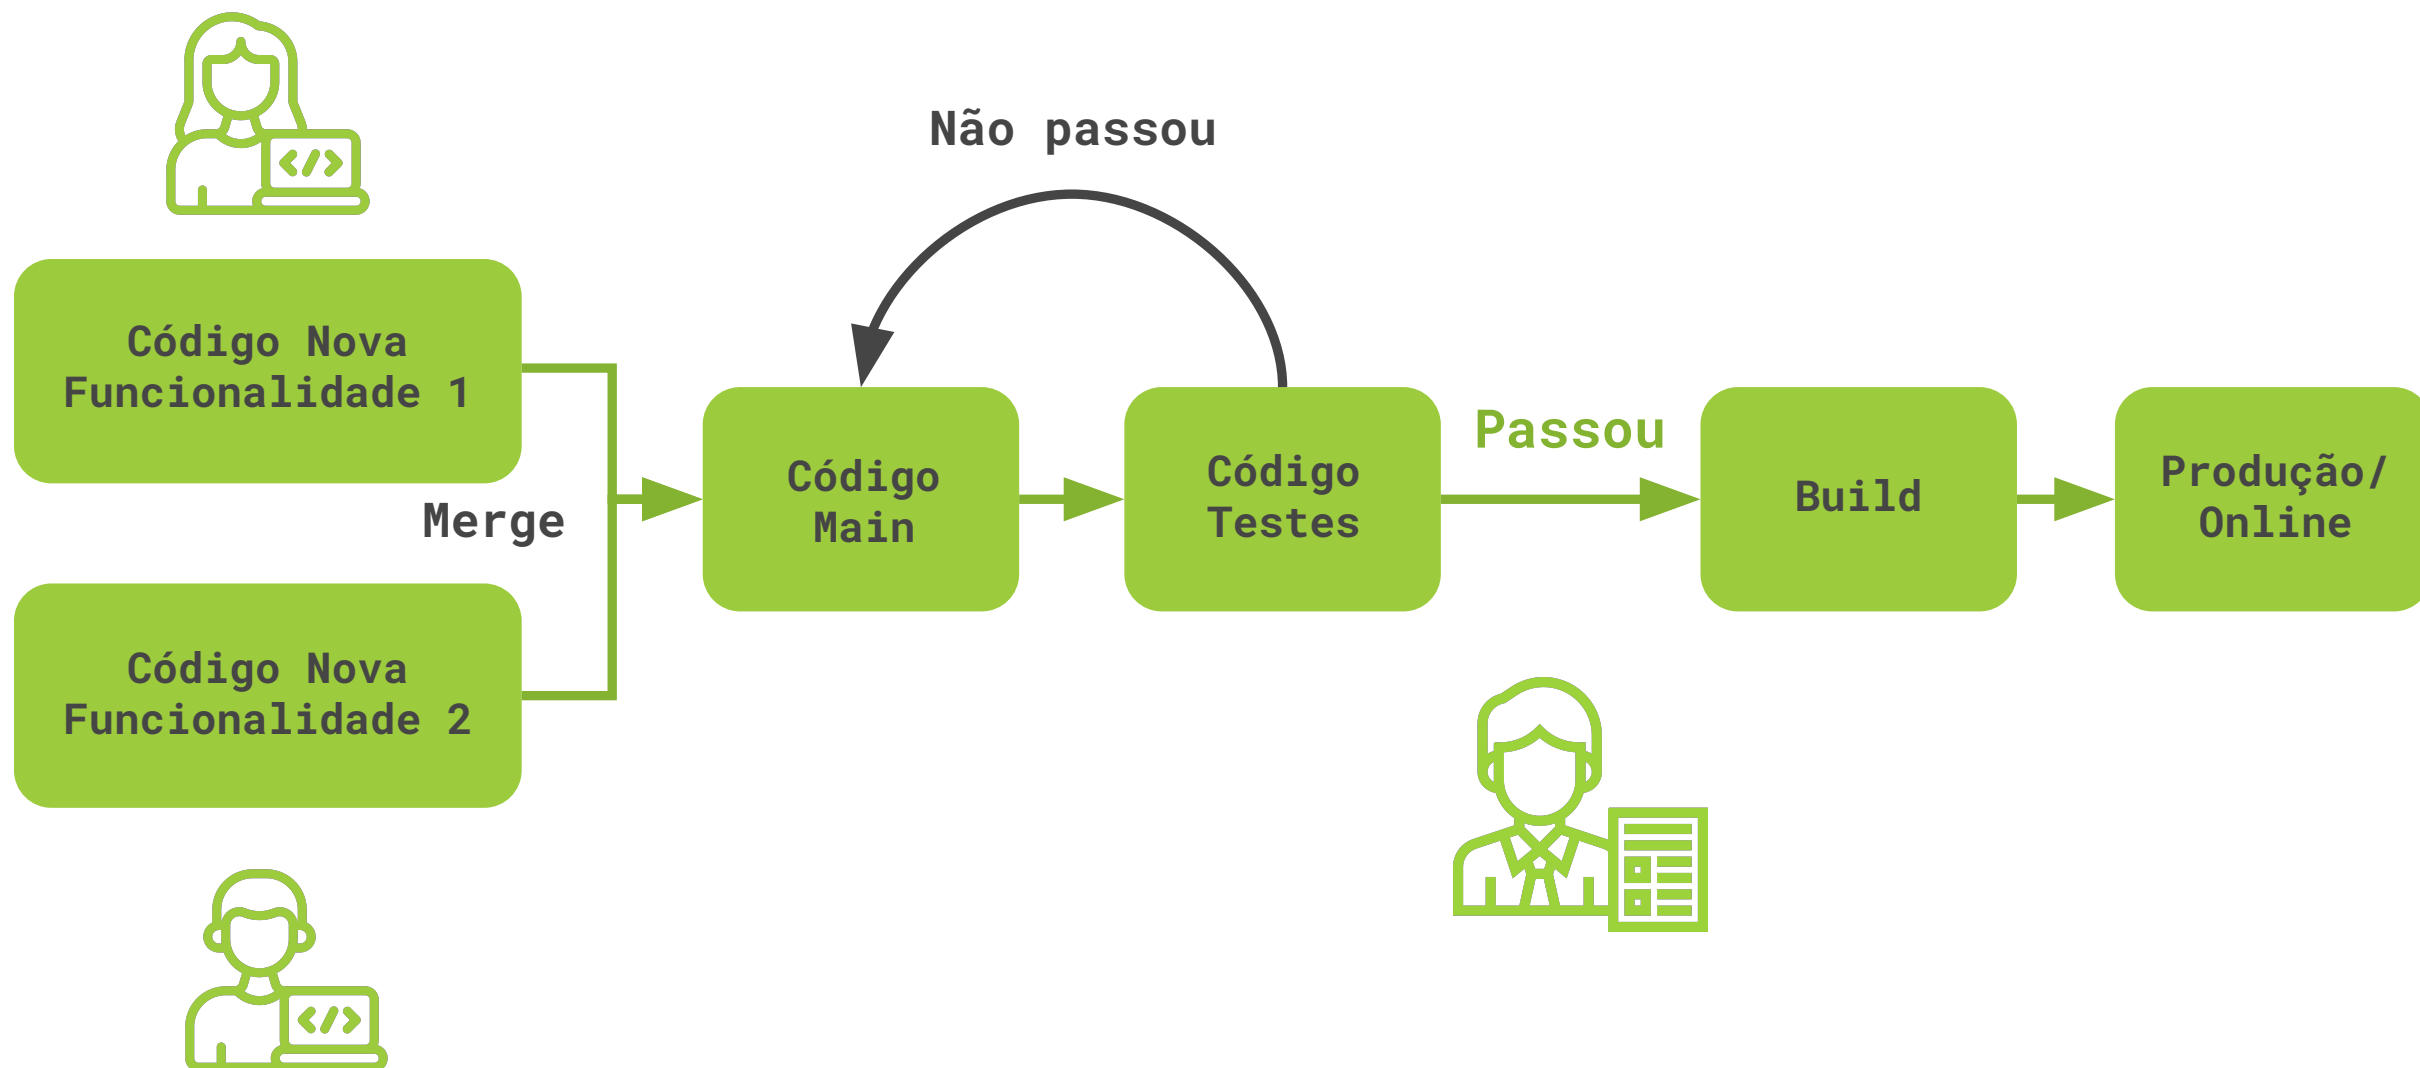 Não passou
Código Nova
Funcionalidade 1
Merge
Código Nova
Funcionalidade 2
Código
Main
Código
Testes
Passou
Build
Produção/
Online